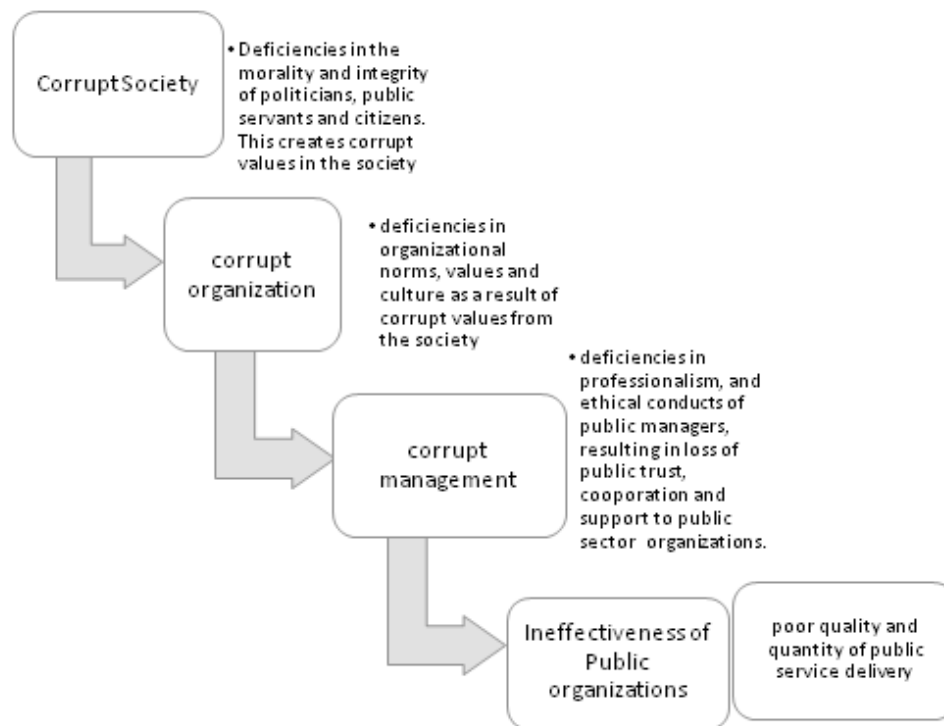 Corrupt Society
• Deficiencies in the
morality and integrity
of politicians, public
servants and citizens.
This creates corrupt
values in the society
corrupt
organization
• deficiencies in
organizational
norms, values and
culture as a result of
corrupt values from
the society
corrupt
management
• deficiencies in
professionalism, and
ethical conducts of
public managers,
resulting in loss of
public trust,
cooporation and
support to public
sector organizations.
Ineffectiveness of
Public
organizations
poor quality and
quantity of public
service delivery